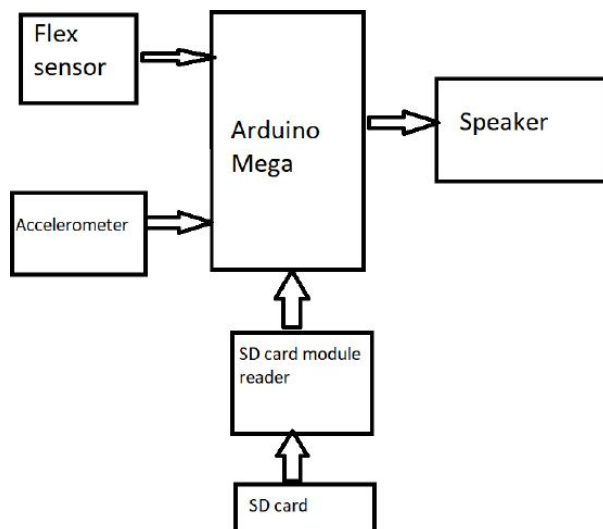 Flex
sensor
Arduino
Mega
Speaker
Accelerometer
SD card module
reader
SD card